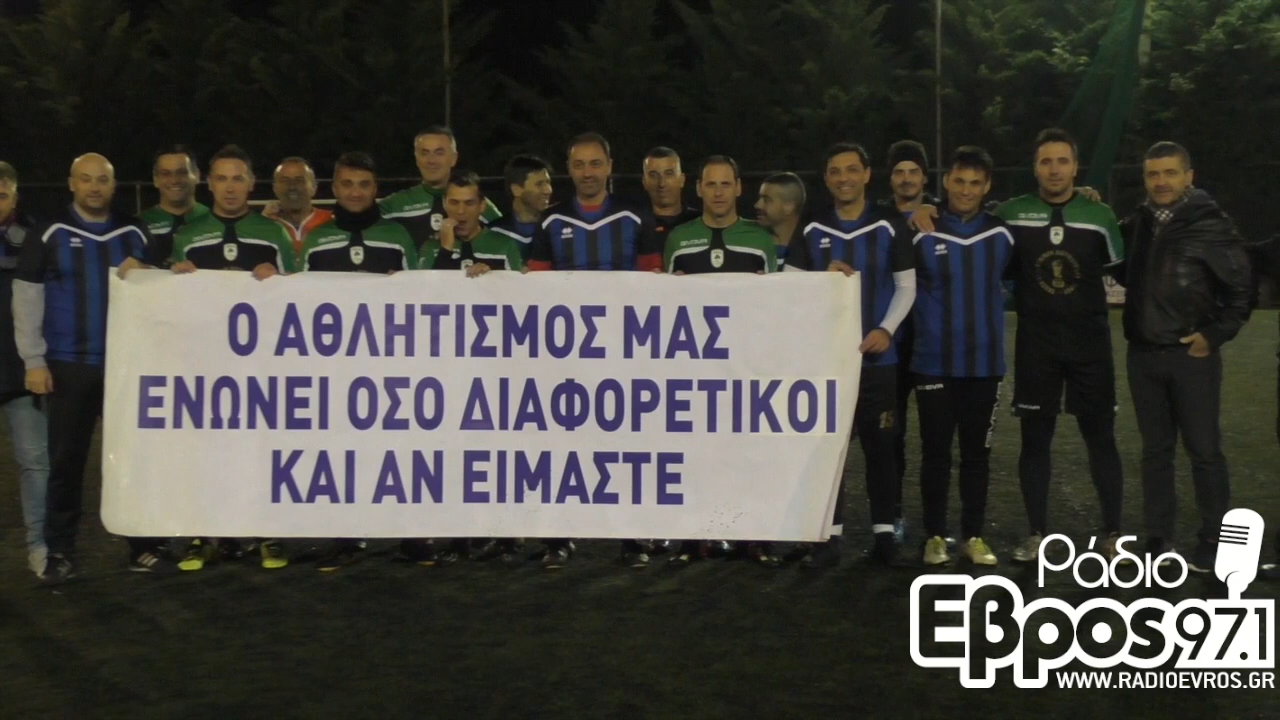 Ο ΑΘΛΗΤΙΣΜΟΣ ΜΑΣ
ΕΝΩΝΕΙ ΟΣΟ ΔΙΑΦΟΡΕΤΙΚΟΙ
ΚΑΙ ΑΝ ΕΙΜΑΣΤΕ
Ράδιο
Εβρος 97.1
WWW.RADIOEVROS.GR